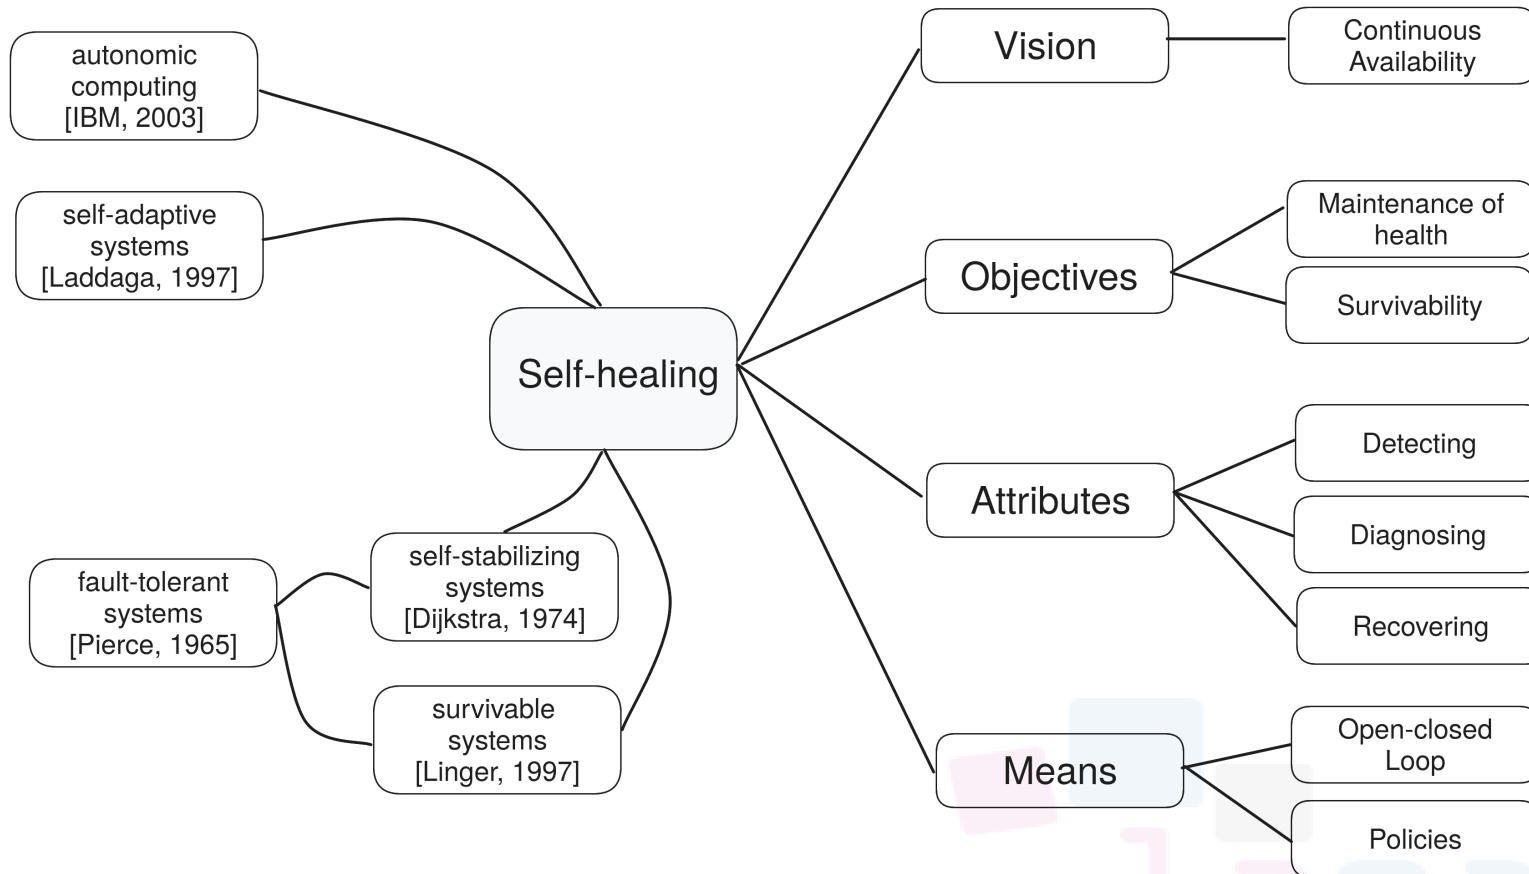 autonomic
computing
[IBM, 2003]
self-adaptive
systems
[Laddaga, 1997]
Self-healing
fault-tolerant
systems
[Pierce, 1965]
self-stabilizing
systems
[Dijkstra, 1974]
survivable
systems
[Linger, 1997]
Vision
Continuous
Availability
Objectives
Maintenance of
health
Survivability
Attributes
Detecting
Diagnosing
Recovering
Means
Open-closed
Loop
Policies